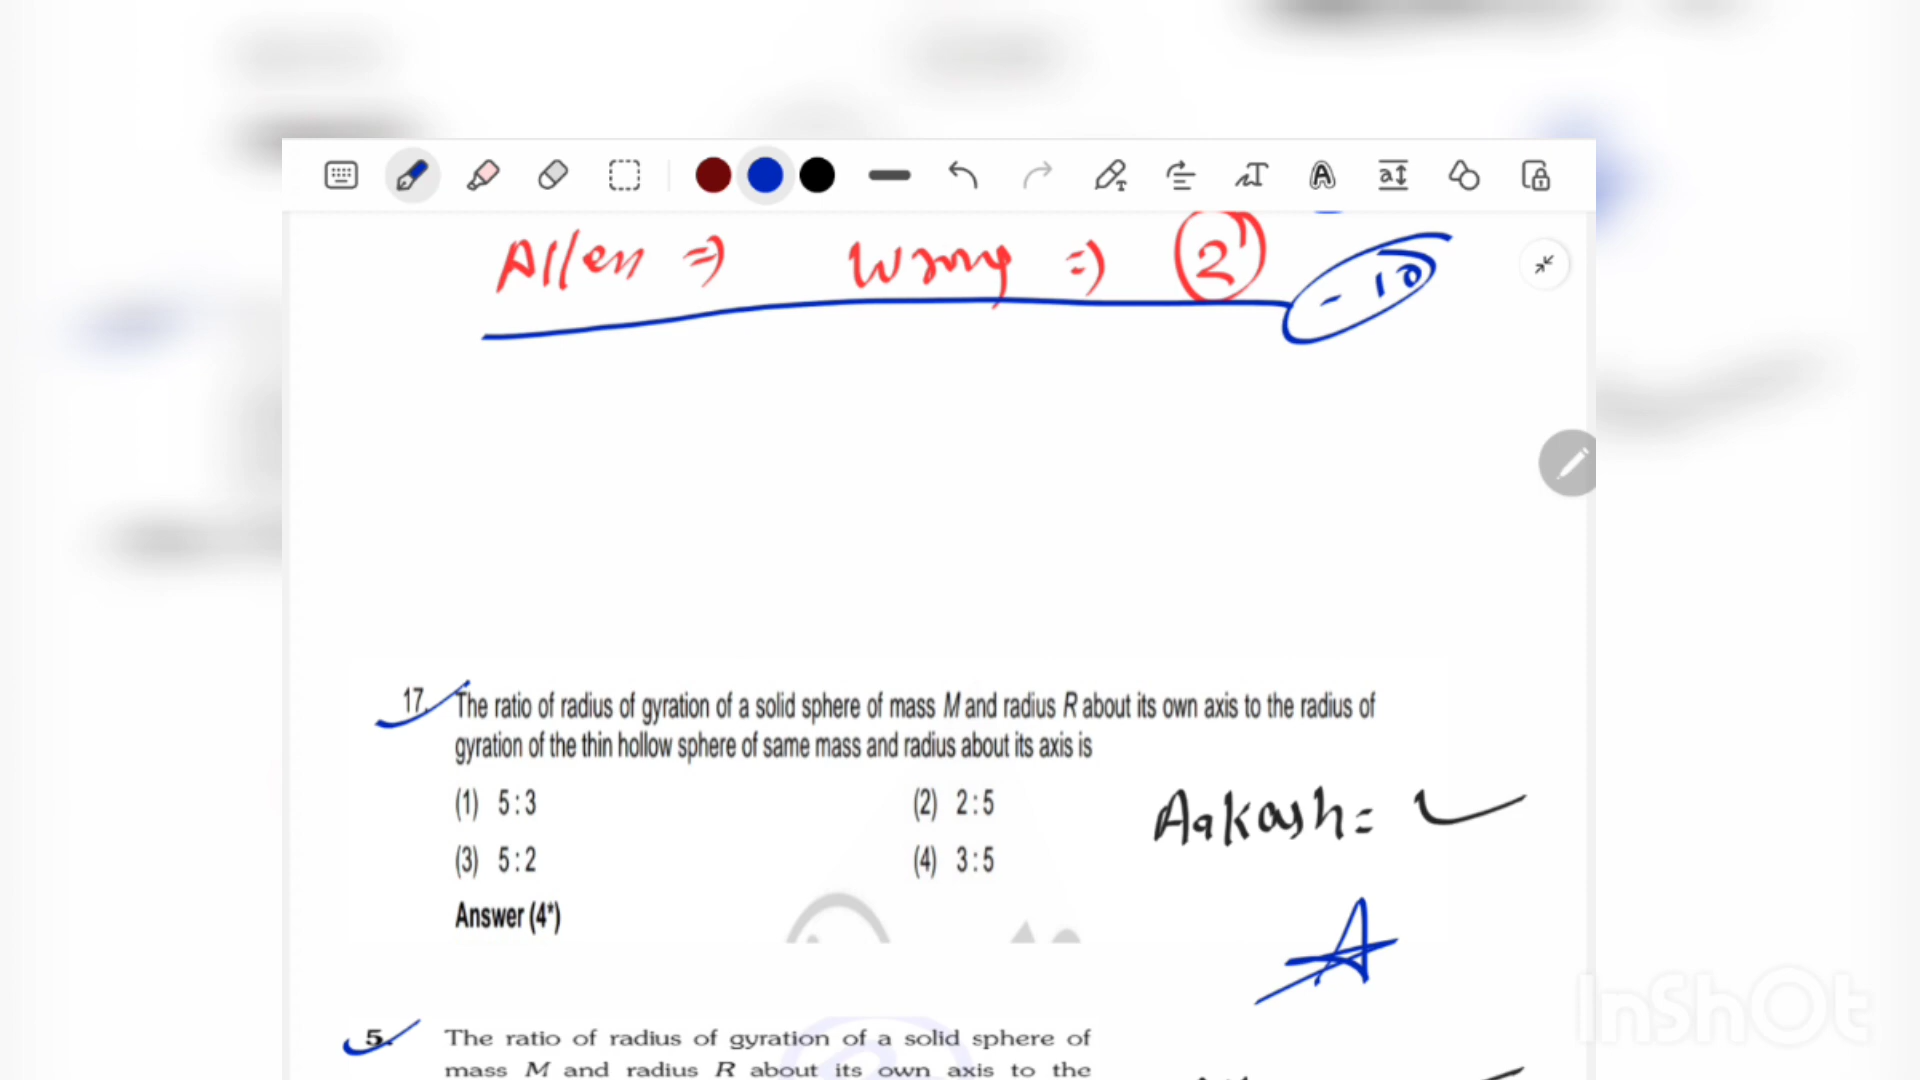 Allen ⇒ Wrong ⇒ 2
- 10
17. The ratio of radius of gyration of a solid sphere of mass M and radius R about its own axis to the radius of
gyration of the thin hollow sphere of same mass and radius about its axis is
(1) 5 : 3 (2) 2 : 5
(3) 5 : 2 (4) 3 : 5
Aakash =
Answer (4*)
A
5. The ratio of radius of gyration of a solid sphere of
mass M and radius R about its own axis to the
InShOt